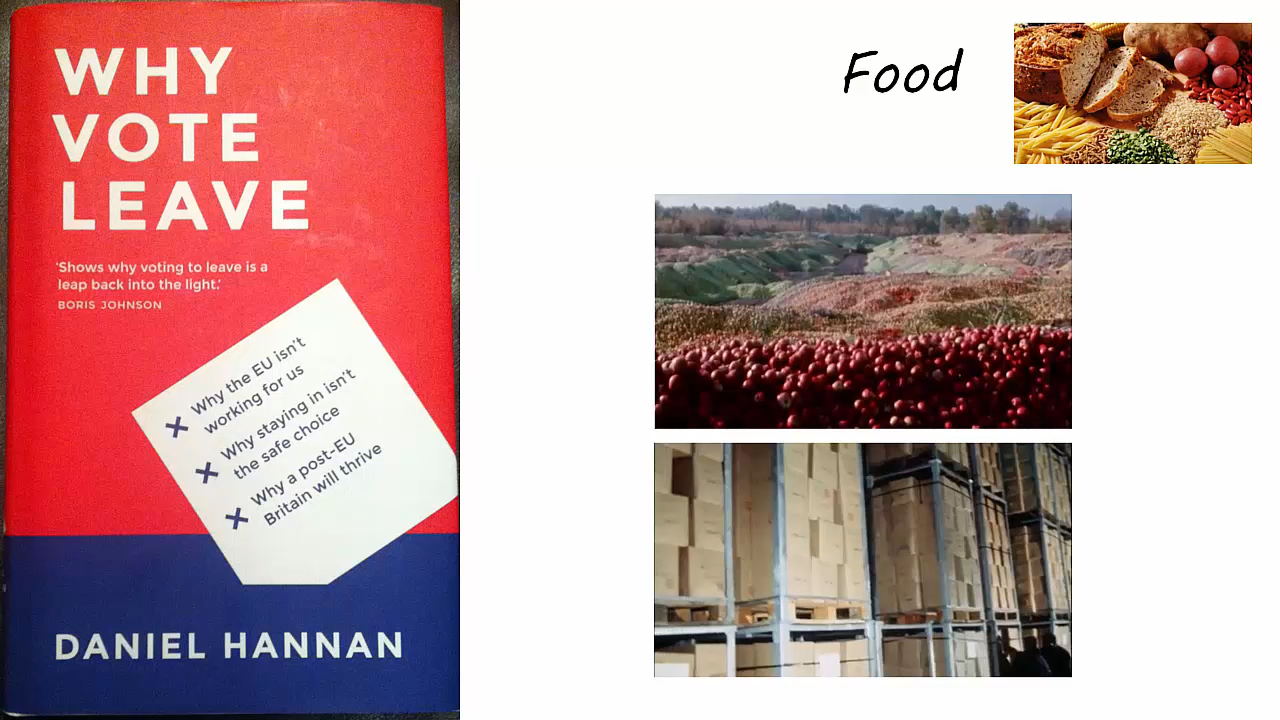 WHY
VOTE
LEAVE
‘Shows why voting to leave is a
leap back into the light.’
BORIS JOHNSON
Why the EU isn’t
working for us
Why staying in isn’t
the safe choice
Why a post-EU
Britain will thrive
DANIEL HANNAN
Food